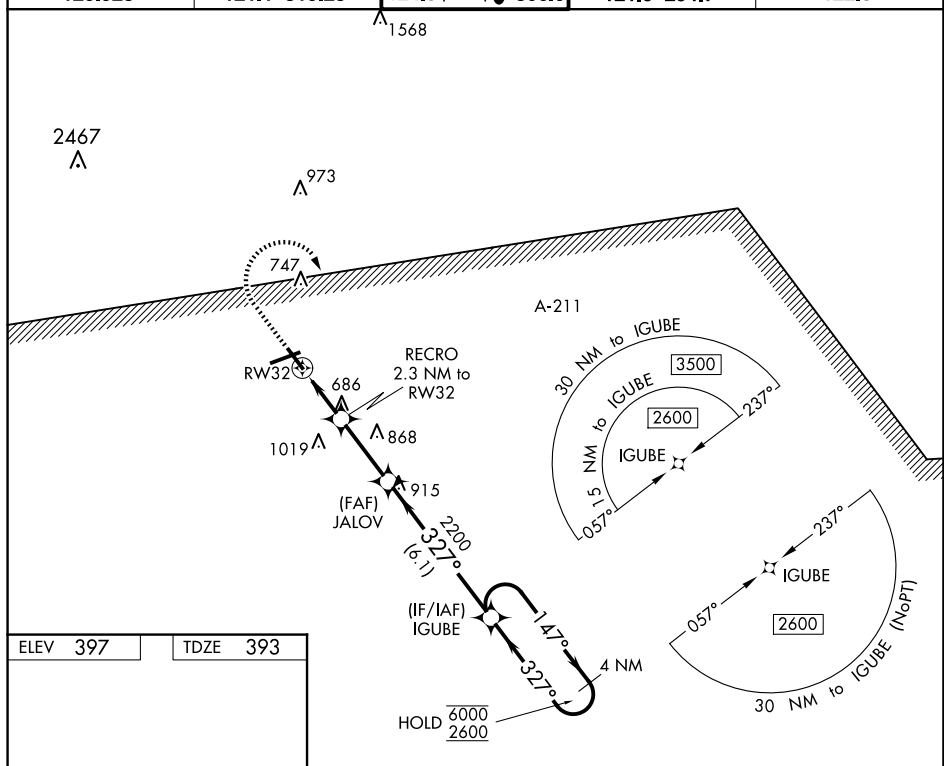 1568
2467
973
747
A-211
RW32
RECRO
2.3 NM to
RW32
686
1019
868
915
(FAF)
JALOV
2200
327°
(6.1)
(IF/IAF)
IGUBE
147°
327°
4 NM
HOLD 6000
2600
30 NM to IGUBE
3500
15 NM to IGUBE
2600
237°
IGUBE
057°
237°
IGUBE
057°
2600
30 NM to IGUBE (NoPT)
ELEV 397
TDZE 393